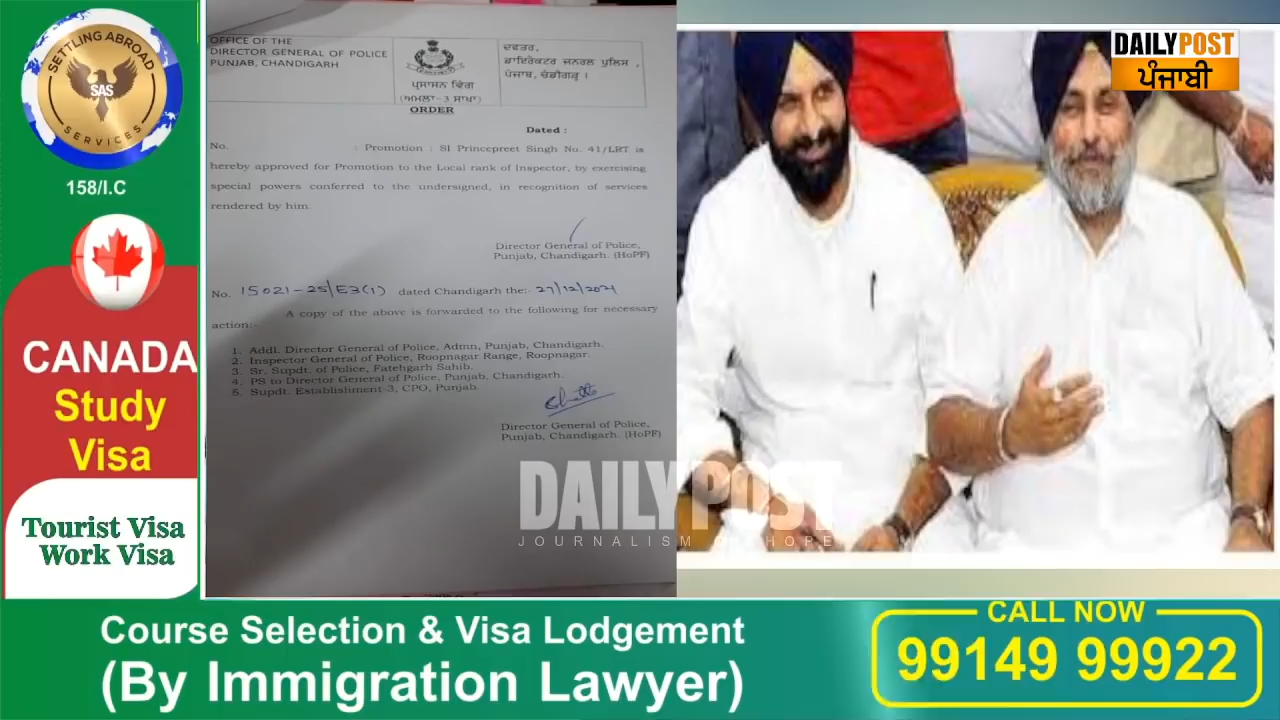 SETTLING ABROAD
SAS
SERVICES
158/I.C
CANADA
Study
Visa
Tourist Visa
Work Visa
OFFICE OF THE
DIRECTOR GENERAL OF POLICE
PUNJAB, CHANDIGARH
ਪ੍ਰਸ਼ਾਸਨ ਵਿੰਗ
(ਅਮਲਾ-3 ਸਾਖਾ)
ਦਫਤਰ,
ਡਾਇਰੈਕਟਰ ਜਨਰਲ ਪੁਲਿਸ,
ਪੰਜਾਬ, ਚੰਡੀਗੜ੍ਹ।
ORDER
Dated :
No. : Promotion : SI Princepreet Singh No. 41/LRT is
hereby approved for Promotion to the Local rank of Inspector, by exercising
special powers conferred to the undersigned, in recognition of services
rendered by him.
Director General of Police,
Punjab, Chandigarh. (HoPF)
No. 15021-25/E3(1) dated Chandigarh the:- 27/12/2021
A copy of the above is forwarded to the following for necessary
action:-
1. Addl. Director General of Police, Admn, Punjab, Chandigarh.
2. Inspector General of Police, Roopnagar Range, Roopnagar.
3. Sr. Supdt. of Police, Fatehgarh Sahib.
4. PS to Director General of Police, Punjab, Chandigarh.
5. Supdt. Establishment-3, CPO, Punjab.
Director General of Police,
Punjab, Chandigarh. (HoPF)
DAILYPOST
JOURNALISM OF HOPE
DAILYPOST
ਪੰਜਾਬੀ
Course Selection & Visa Lodgement
(By Immigration Lawyer)
CALL NOW
99149 99922